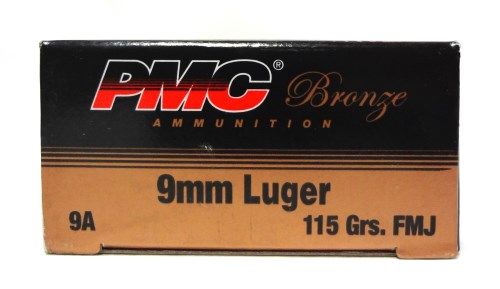 PMC® Bronze
AMMUNITION
9mm Luger
9A 115 Grs. FMJ